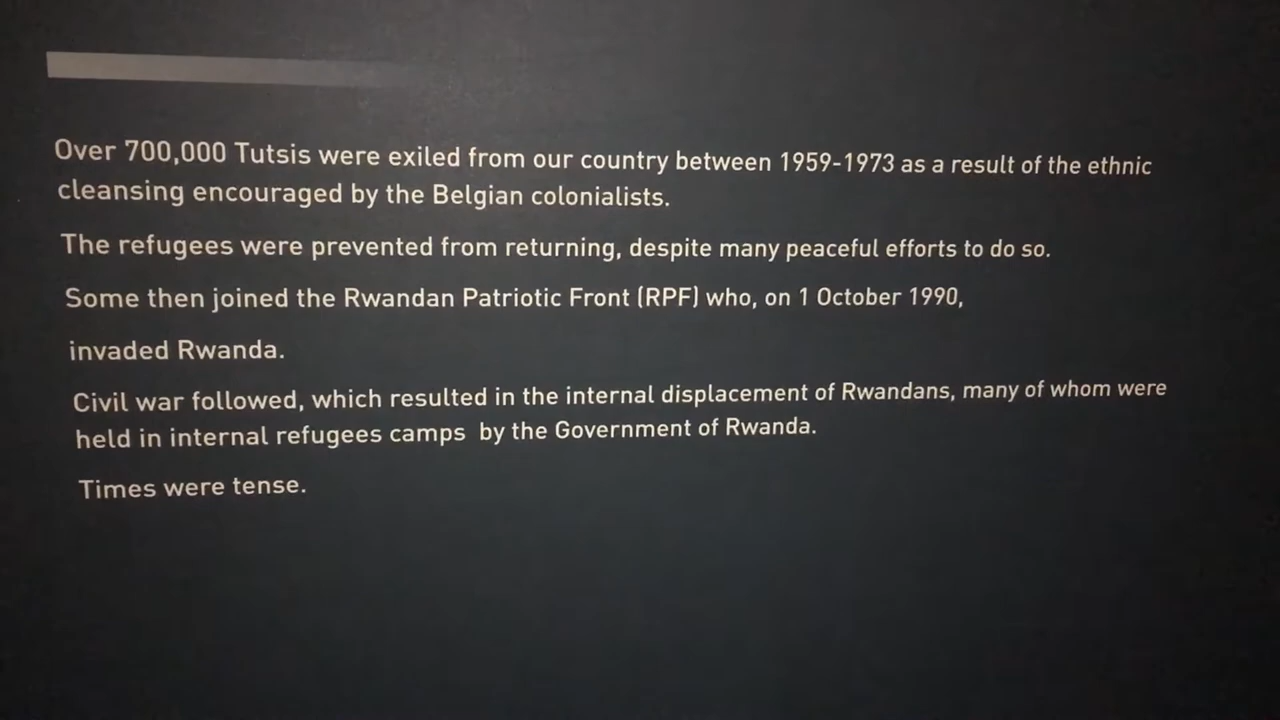 Over 700,000 Tutsis were exiled from our country between 1959-1973 as a result of the ethnic
cleansing encouraged by the Belgian colonialists.
The refugees were prevented from returning, despite many peaceful efforts to do so.
Some then joined the Rwandan Patriotic Front (RPF) who, on 1 October 1990,
invaded Rwanda.
Civil war followed, which resulted in the internal displacement of Rwandans, many of whom were
held in internal refugees camps  by the Government of Rwanda.
Times were tense.